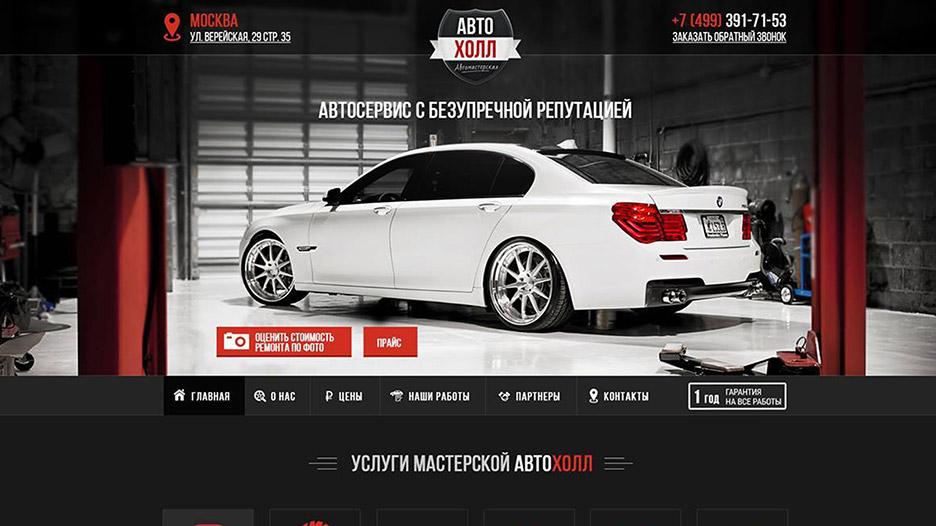 МОСКВА
УЛ. ВЕРЕЙСКАЯ, 29 СТР. 35
АВТО
ХОЛЛ
Автомастерская
+7 (499) 391-71-53
ЗАКАЗАТЬ ОБРАТНЫЙ ЗВОНОК
АВТОСЕРВИС С БЕЗУПРЕЧНОЙ РЕПУТАЦИЕЙ
ОЦЕНИТЬ СТОИМОСТЬ
РЕМОНТА ПО ФОТО
ПРАЙС
ГЛАВНАЯ
О НАС
ЦЕНЫ
НАШИ РАБОТЫ
ПАРТНЕРЫ
КОНТАКТЫ
1 год
ГАРАНТИЯ
НА ВСЕ РАБОТЫ
УСЛУГИ МАСТЕРСКОЙ АВТОХОЛЛ